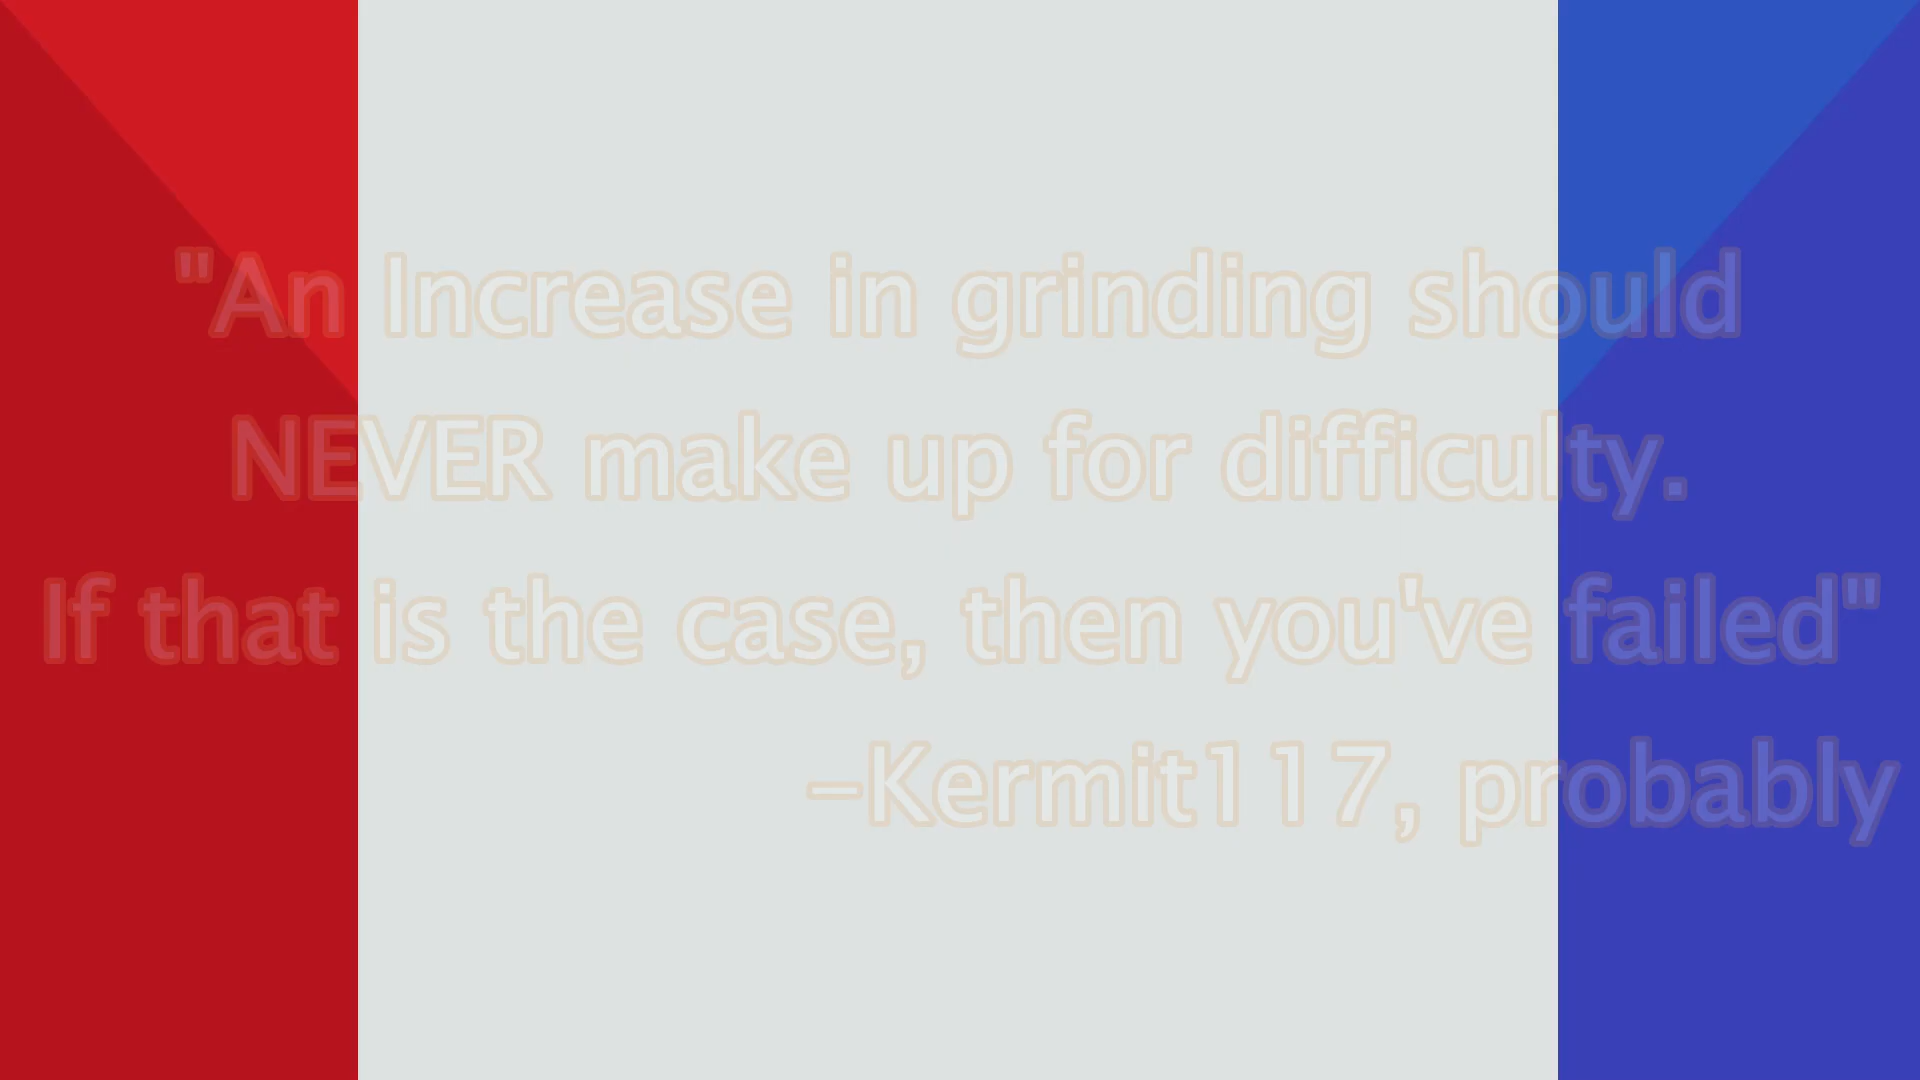 "An Increase in grinding should
NEVER make up for difficulty.
If that is the case, then you've failed"
–Kermit117, probably